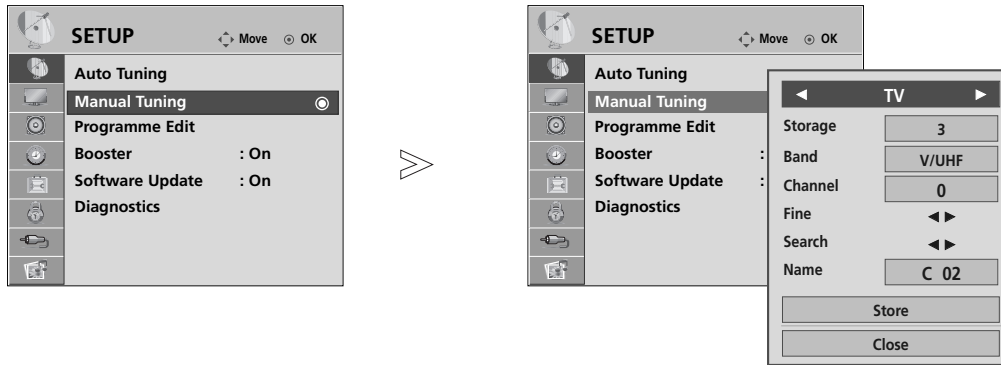 SETUP Move OK
Auto Tuning
Manual Tuning
Programme Edit
Booster : On
Software Update : On
Diagnostics
SETUP Move OK
Auto Tuning
Manual Tuning
Programme Edit
Booster :
Software Update :
Diagnostics
◄ TV ►
Storage 3
Band V/UHF
Channel 0
Fine ◄ ►
Search ◄ ►
Name C 02
Store
Close